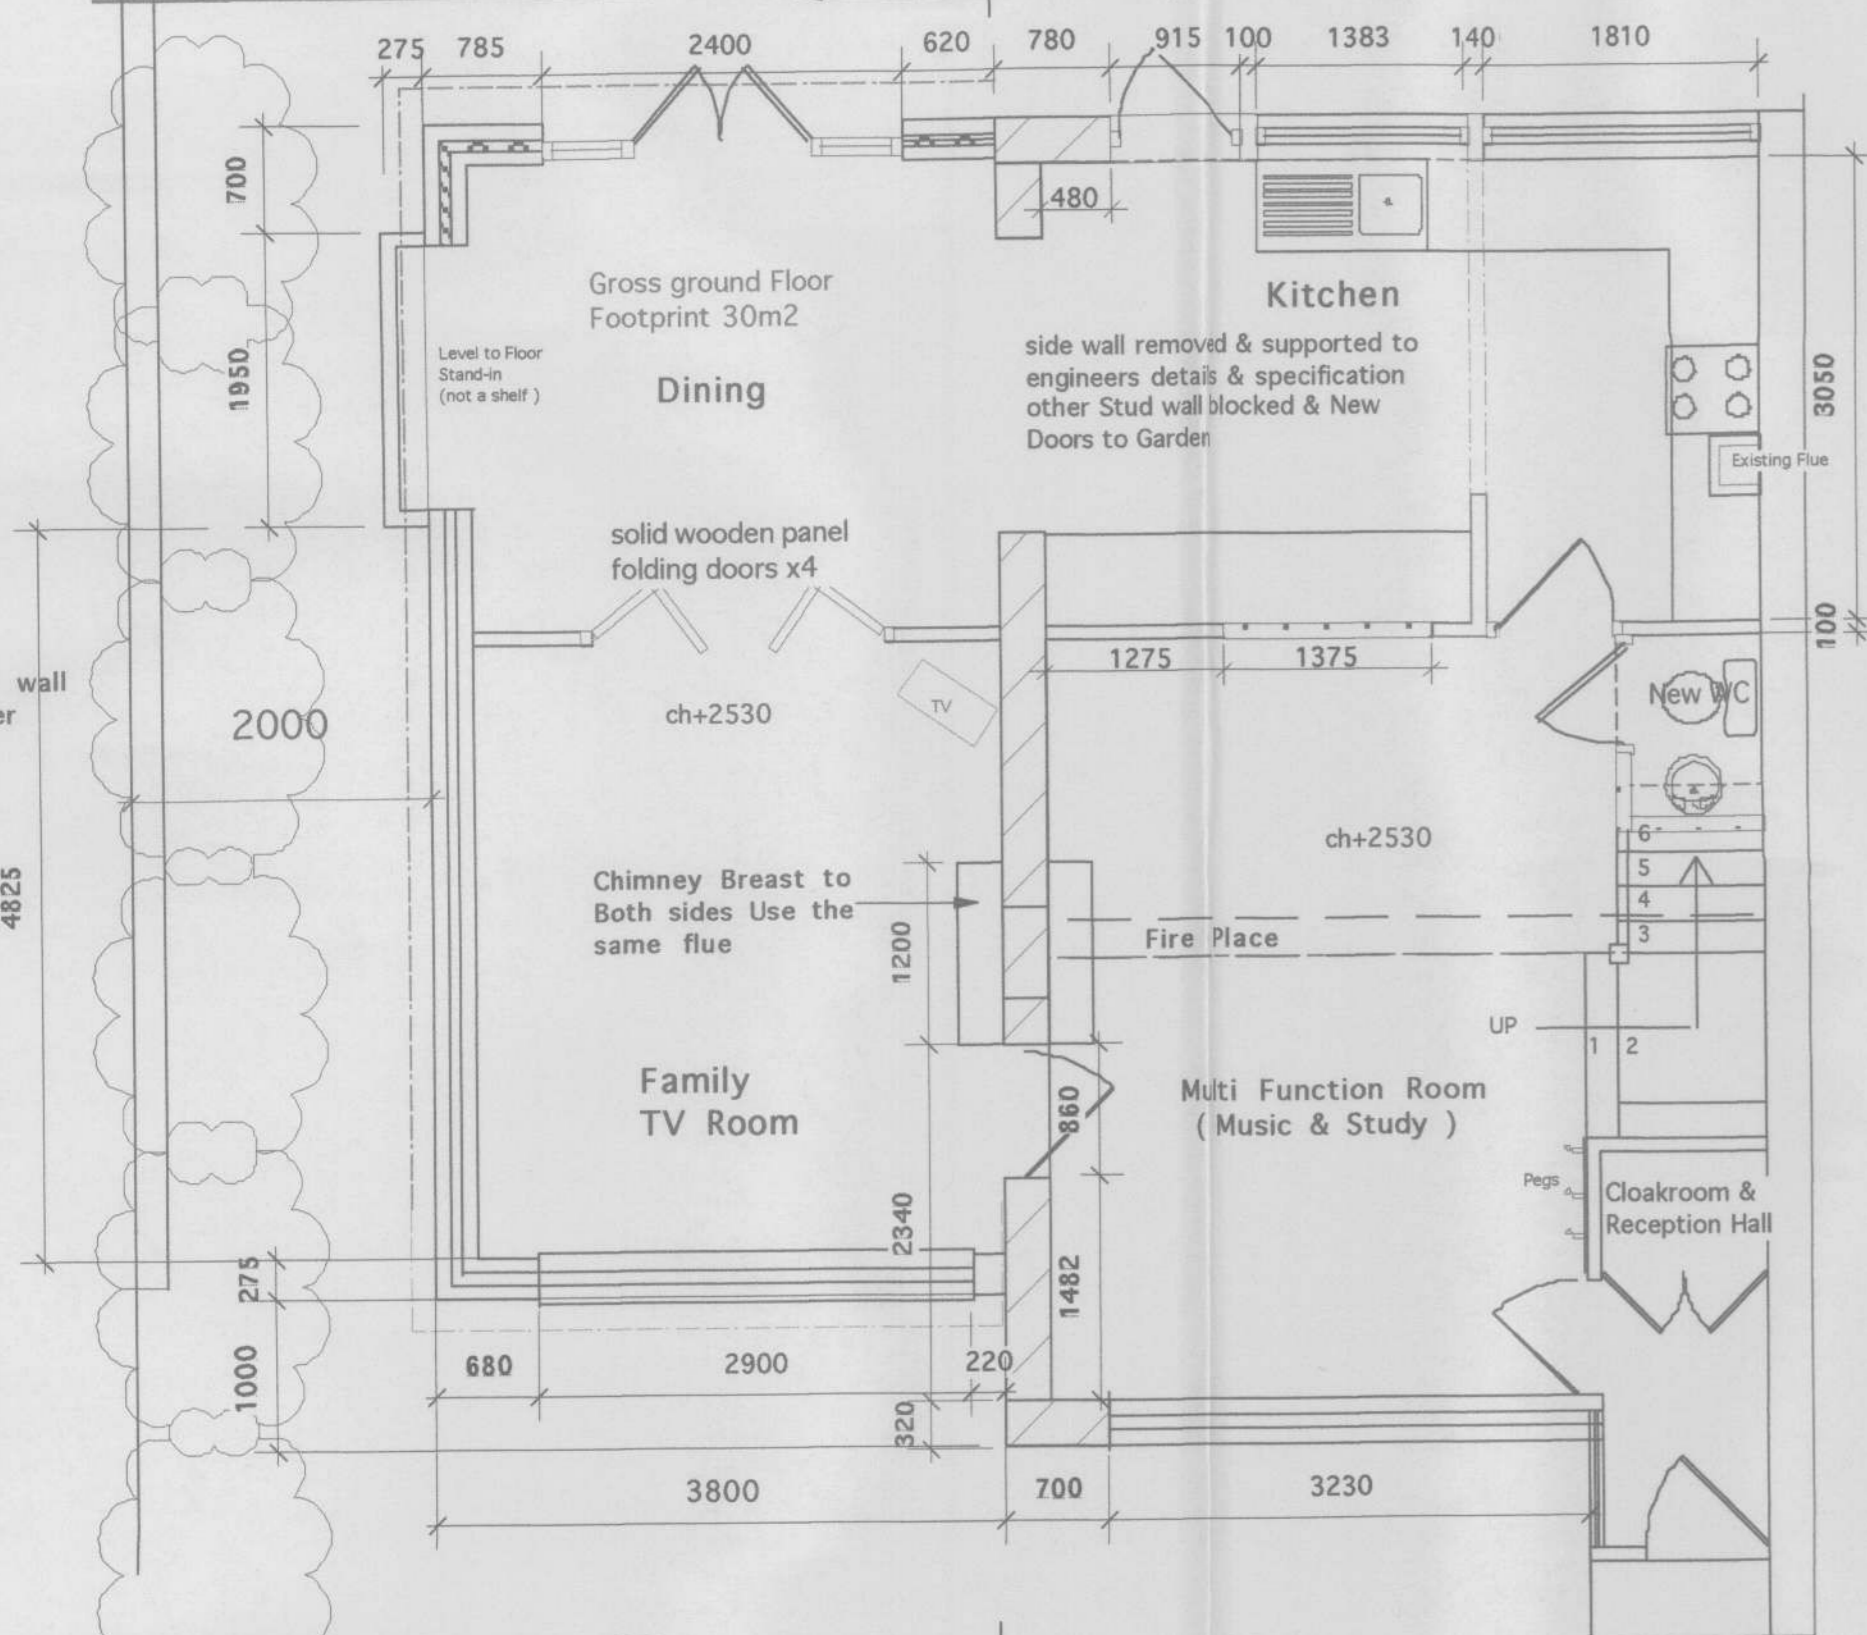 275 785 2400 620 780 915 100 1383 140 1810
700
480
Gross ground Floor
Footprint 30m2
Kitchen
1950
Level to Floor
Stand-in
(not a shelf )
Dining
side wall removed & supported to
engineers details & specification
other Stud wall blocked & New
Doors to Garden
3050
Existing Flue
solid wooden panel
folding doors x4
100
wall
er
2000
1275 1375
New WC
ch+2530
TV
ch+2530
6
5
4
3
4825
Chimney Breast to
Both sides Use the
same flue
1200
Fire Place
UP
1 2
Family
TV Room
860
Multi Function Room
( Music & Study )
Pegs
Cloakroom &
Reception Hall
2340
275
1482
1000
680 2900 220
320
3800 700 3230